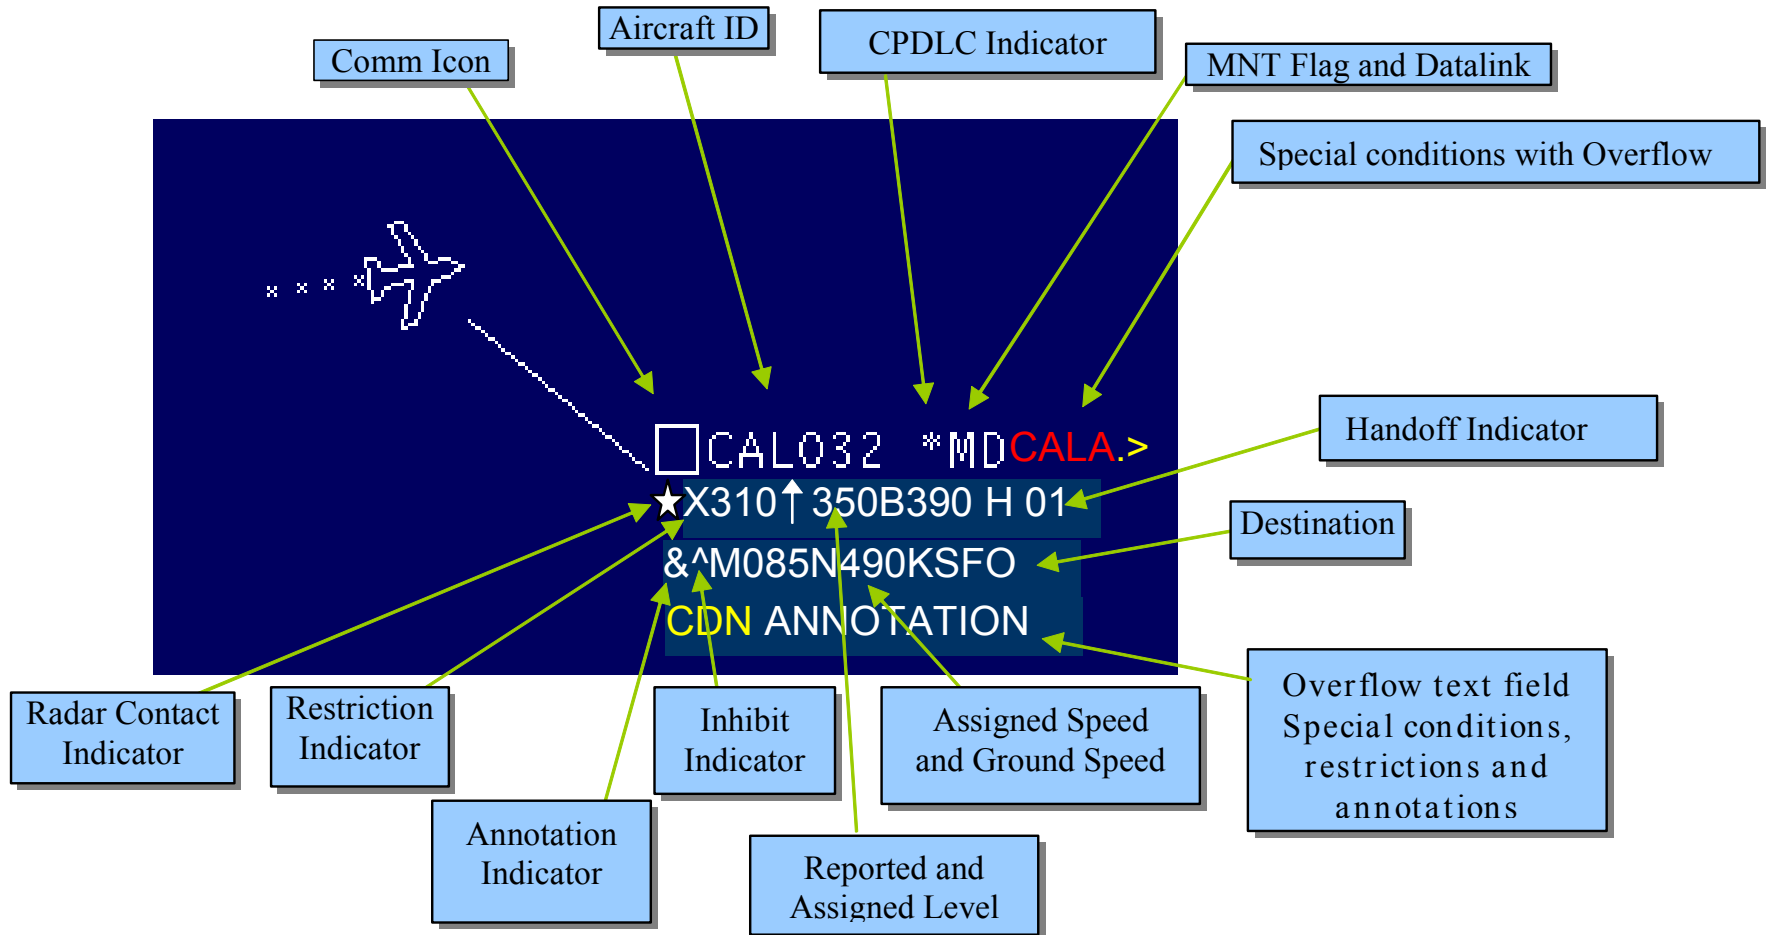 Aircraft ID
Comm Icon
CPDLC Indicator
MNT Flag and Datalink
Special conditions with Overflow
CAL032 *MDCALA.>
Handoff Indicator
★X310↑350B390 H 01
Destination
&^M085N490KSFO
CDN ANNOTATION
Radar Contact
Indicator
Restriction
Indicator
Inhibit
Indicator
Assigned Speed
and Ground Speed
Overflow text field
Special conditions,
restrictions and
annotations
Annotation
Indicator
Reported and
Assigned Level